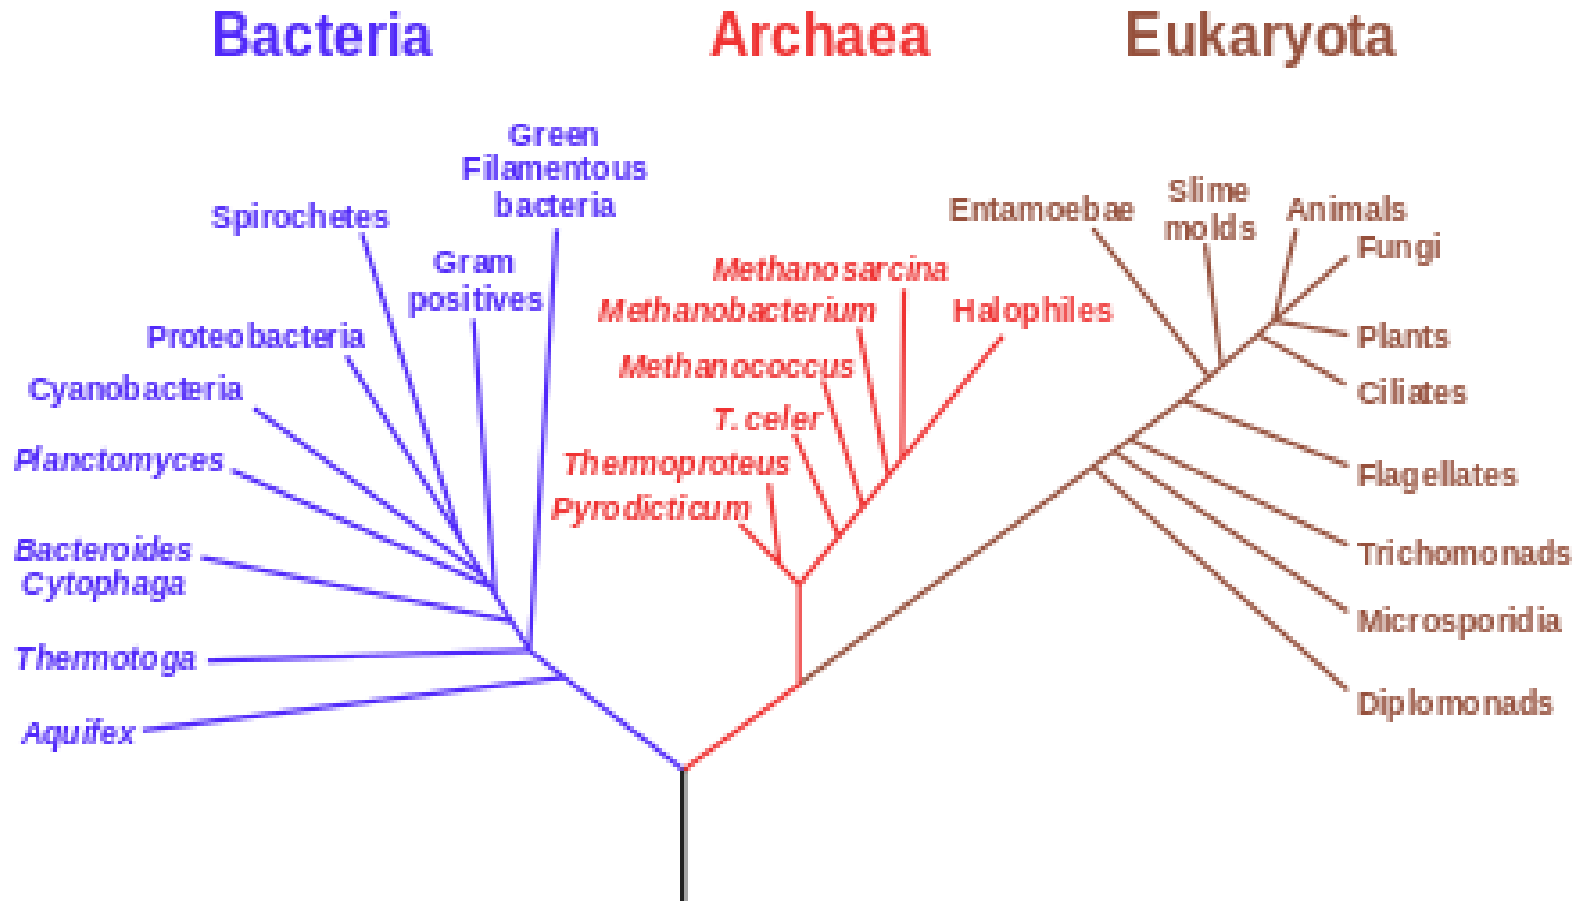 Bacteria
Archaea
Eukaryota
Green
Filamentous
bacteria
Spirochetes
Gram
positives
Proteobacteria
Cyanobacteria
Planctomyces
Bacteroides
Cytophaga
Thermotoga
Aquifex
Methanosarcina
Methanobacterium
Halophiles
Methanococcus
T. celer
Thermoproteus
Pyrodicticum
Entamoebae
Slime
molds
Animals
Fungi
Plants
Ciliates
Flagellates
Trichomonads
Microsporidia
Diplomonads